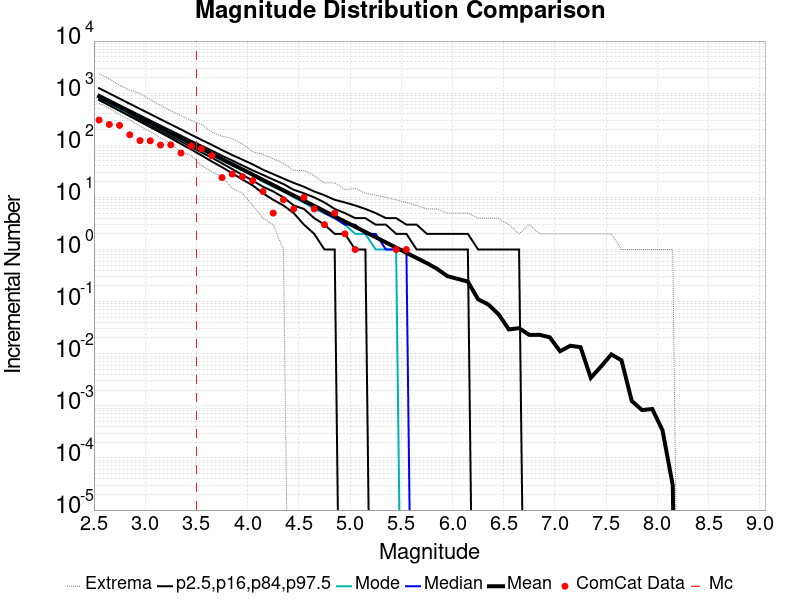 Magnitude Distribution Comparison
10^4
10^3
10^2
10^1
10^0
10^-1
10^-2
10^-3
10^-4
10^-5
Incremental Number
2.5 3.0 3.5 4.0 4.5 5.0 5.5 6.0 6.5 7.0 7.5 8.0 8.5 9.0
Magnitude
Extrema p2.5,p16,p84,p97.5 Mode Median Mean ComCat Data Mc